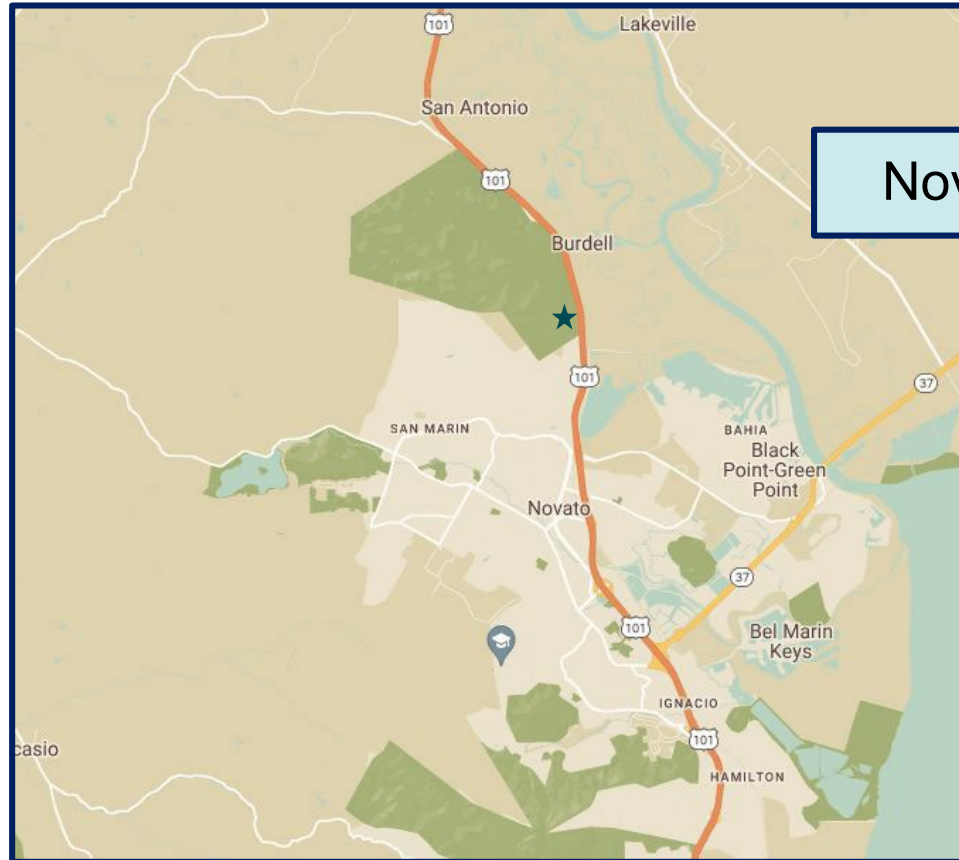 101
Lakeville
San Antonio
101
Nov
Burdell
101
37
SAN MARIN
BAHIA
Black
Point-Green
Point
Novato
37
101
Bel Marin
Keys
IGNACIO
101
casio
HAMILTON